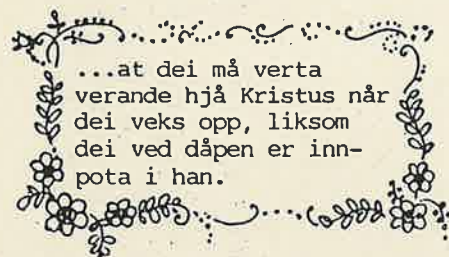 ...at dei må verta
verande hjå Kristus når
dei veks opp, liksom
dei ved dåpen er inn-
pota i han.